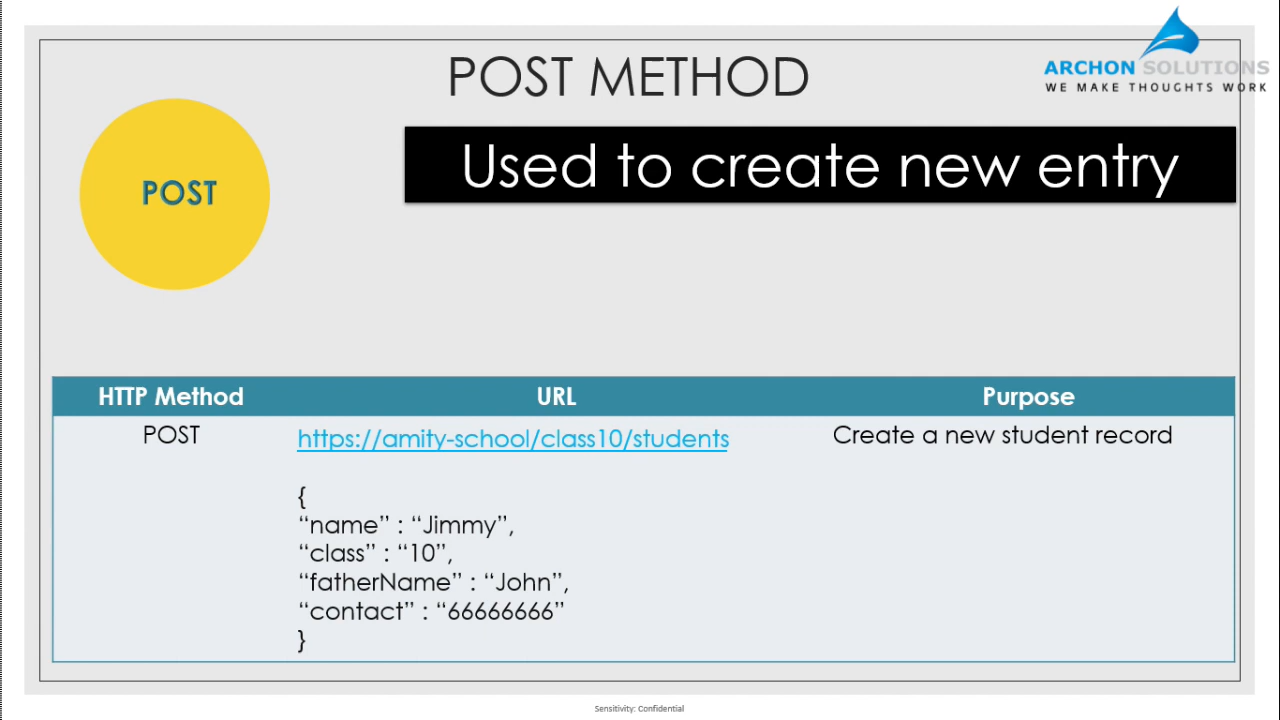 POST METHOD
ARCHON SOLUTIONS
WE MAKE THOUGHTS WORK
POST
Used to create new entry
HTTP Method URL Purpose
POST https://amity-school/class10/students Create a new student record
{
“name” : “Jimmy”,
“class” : “10”,
“fatherName” : “John”,
“contact” : “66666666”
}
Sensitivity: Confidential